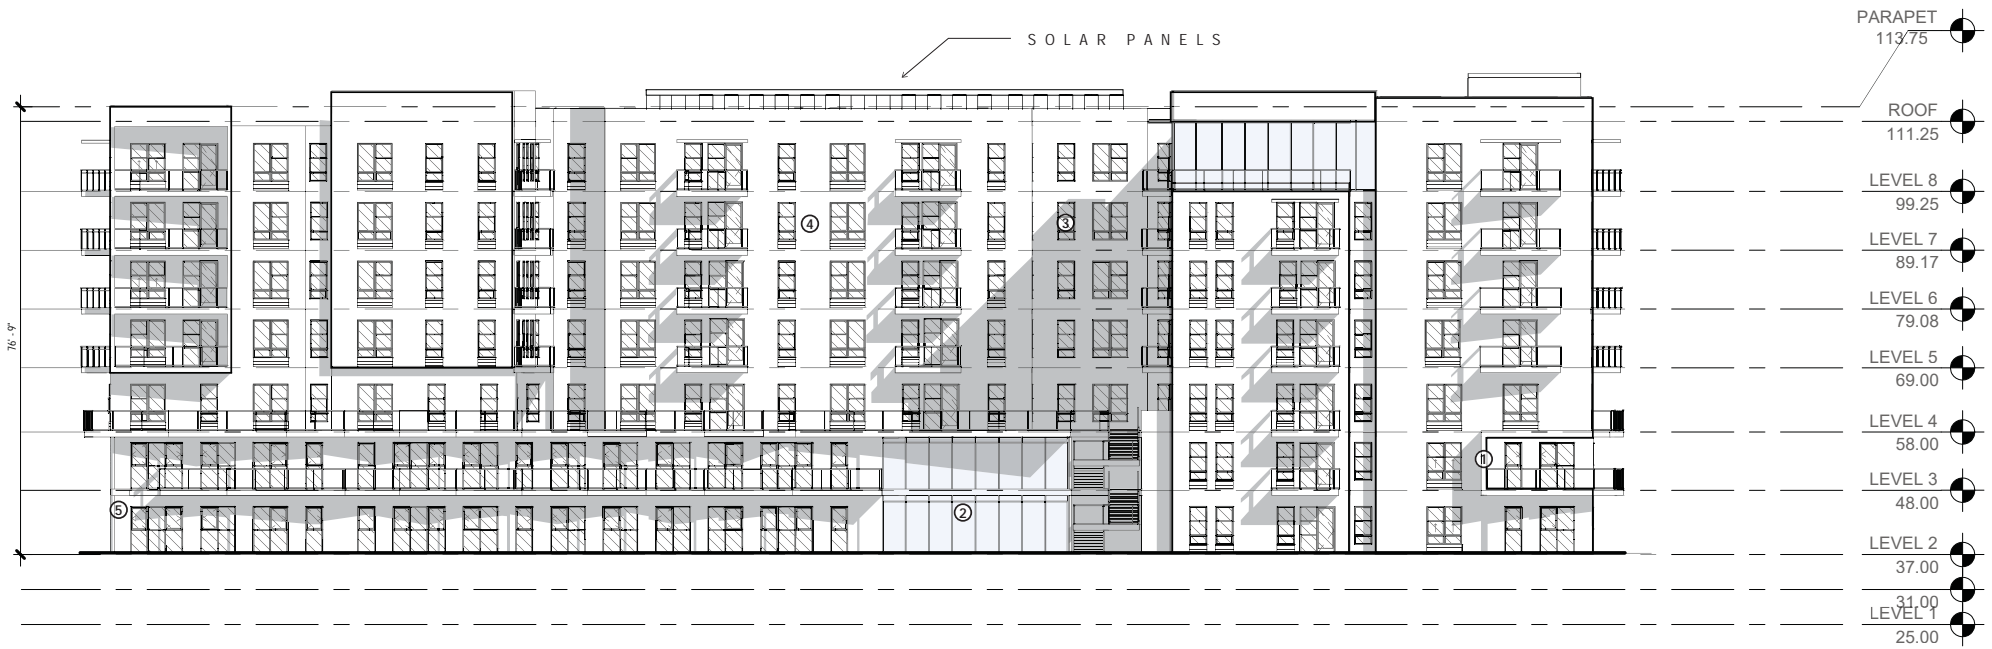 SOLAR PANELS
PARAPET
113.75
ROOF
111.25
LEVEL 8
99.25
LEVEL 7
89.17
LEVEL 6
79.08
LEVEL 5
69.00
LEVEL 4
58.00
LEVEL 3
48.00
LEVEL 2
37.00
31.00
LEVEL 1
25.00
76' - 9"
4
3
1
5
2